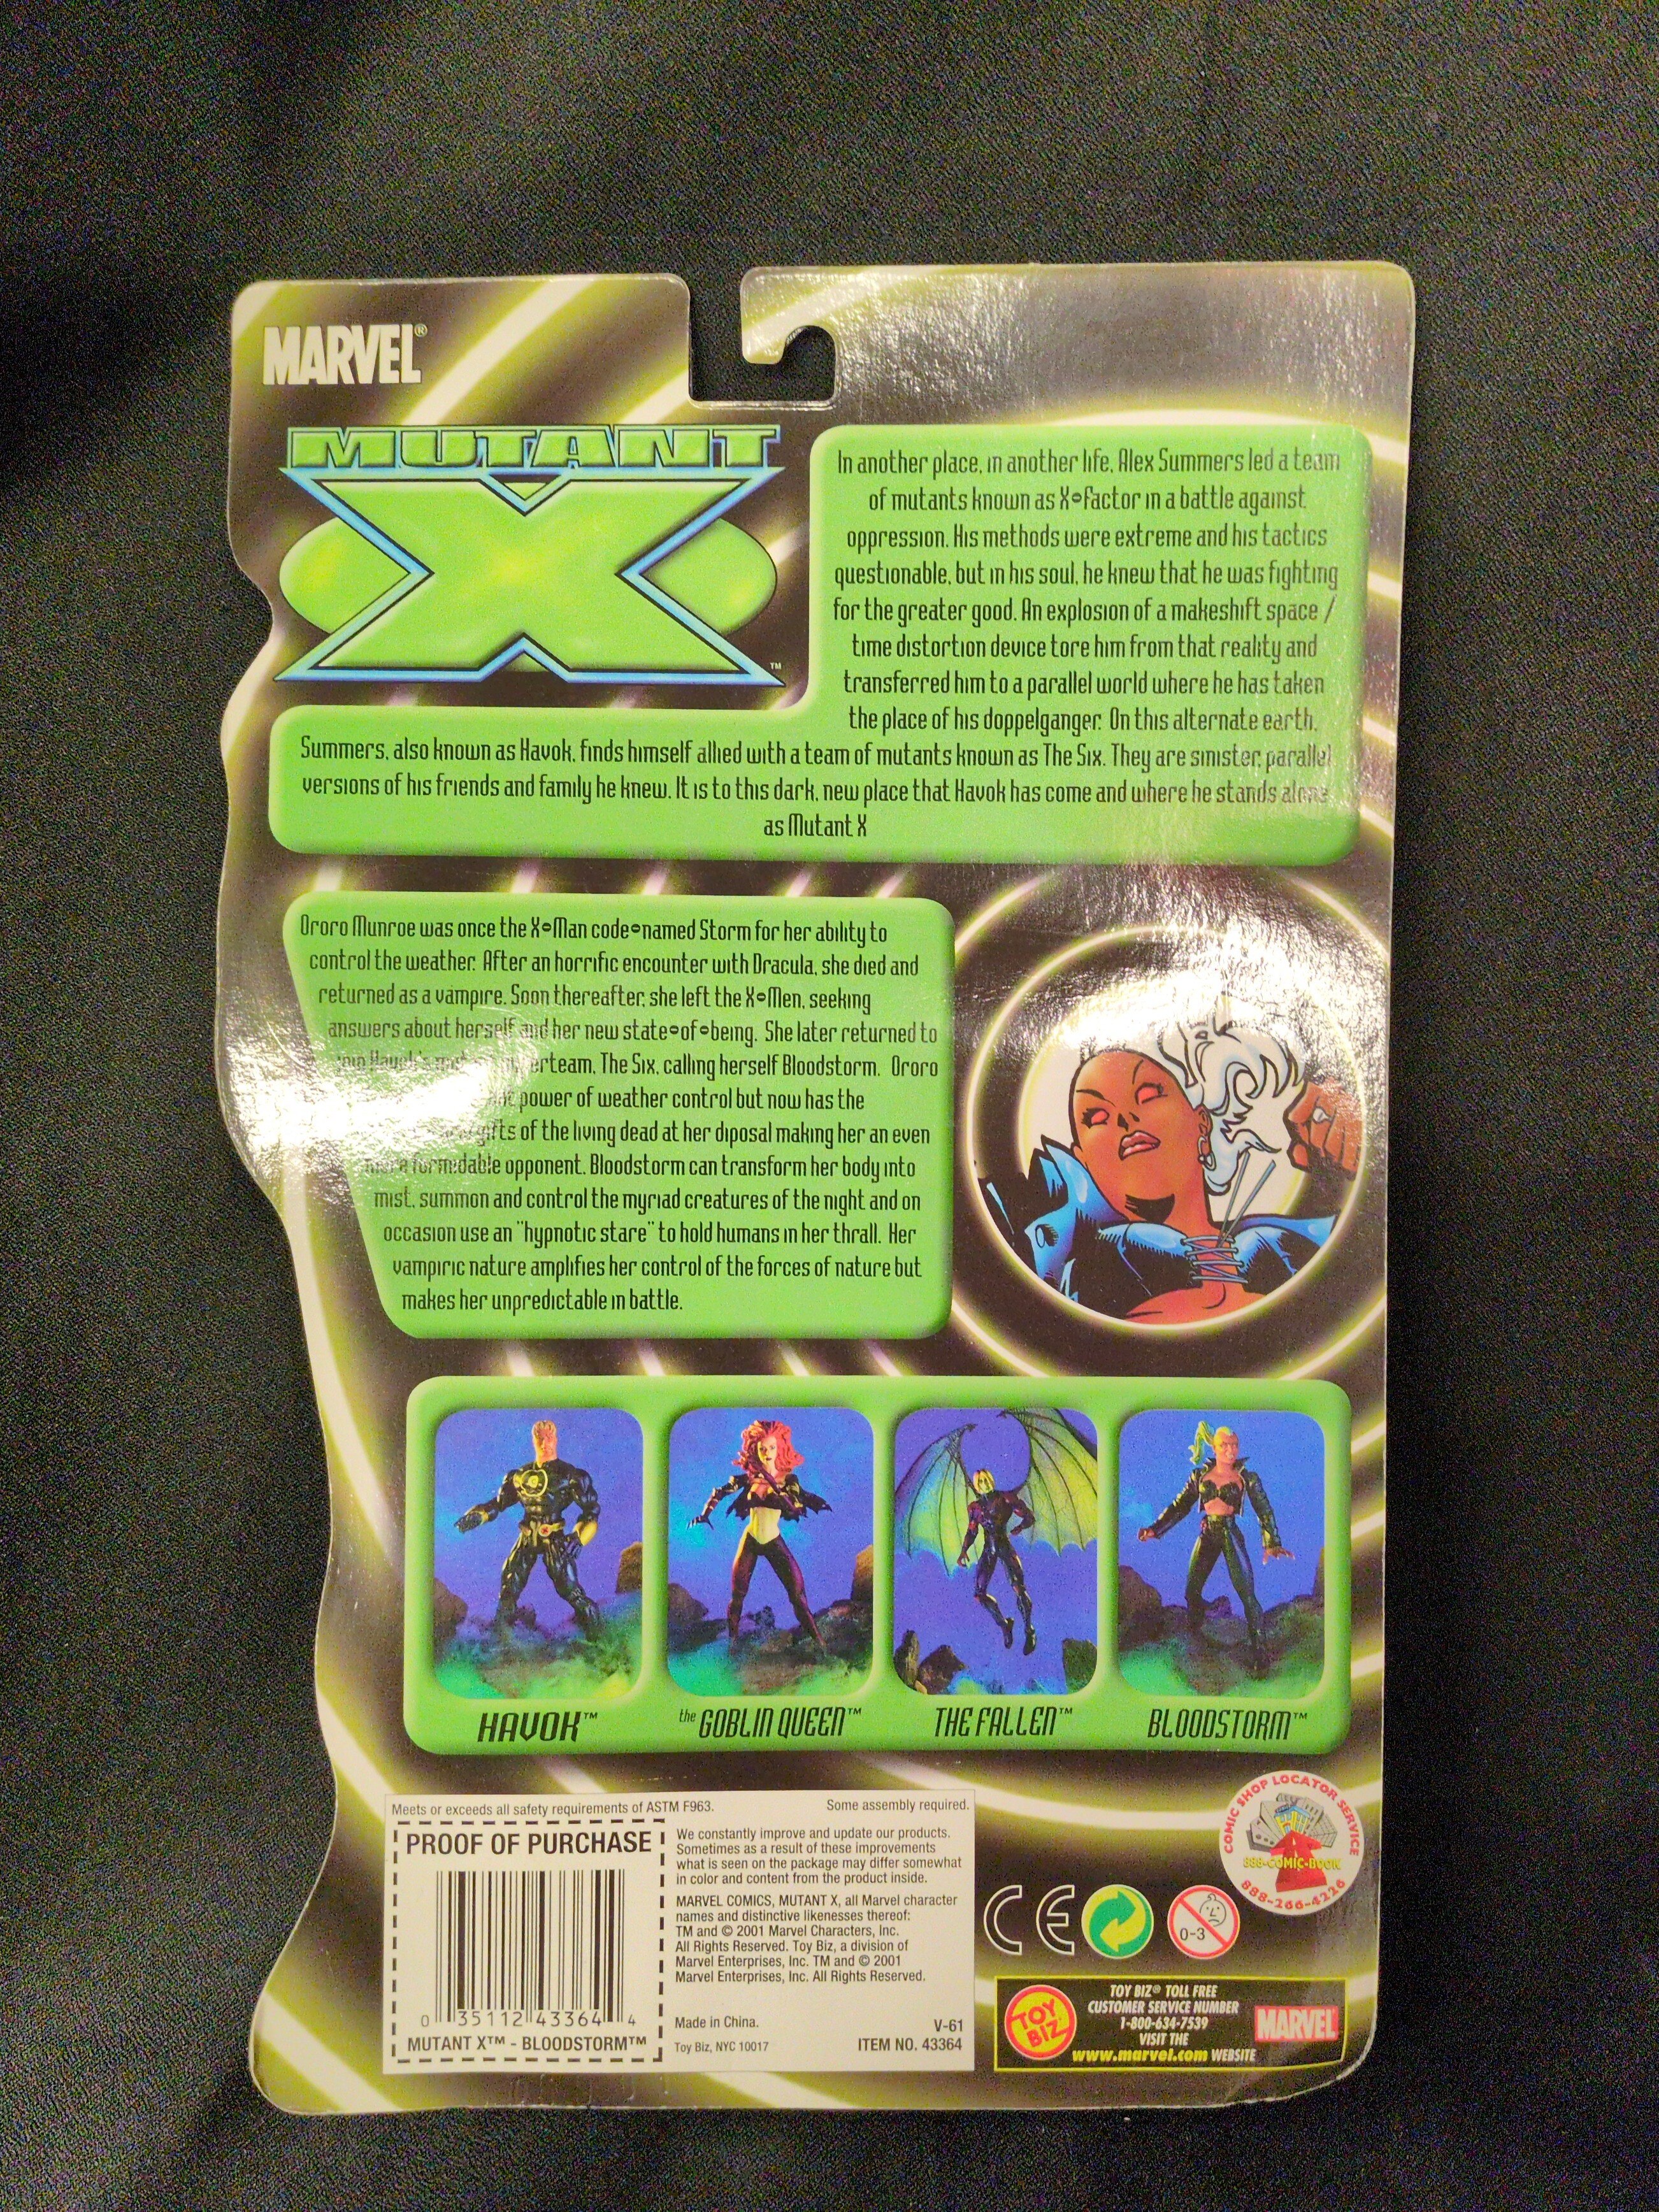 MARVEL®
MUTANT
X
TM
In another place, in another life, Alex Summers led a team
of mutants known as X-Factor in a battle against
oppression. His methods were extreme and his tactics
questionable, but in his soul, he knew that he was fighting
for the greater good. An explosion of a makeshift space /
time distortion device tore him from that reality and
transferred him to a parallel world where he has taken
the place of his doppelganger. On this alternate earth,
Summers, also known as Havok, finds himself allied with a team of mutants known as The Six. They are sinister, parallel
versions of his friends and family he knew. It is to this dark, new place that Havok has come and where he stands alone
as Mutant X
Ororo Munroe was once the X-Man code-named Storm for her ability to
control the weather. After an horrific encounter with Dracula, she died and
returned as a vampire. Soon thereafter, she left the X-Men, seeking
answers about herself and her new state-of-being. She later returned to
join Havok's The Six, calling herself Bloodstorm. Ororo
power of weather control but now has the
gifts of the living dead at her diposal making her an even
more formidable opponent. Bloodstorm can transform her body into
mist, summon and control the myriad creatures of the night and on
occasion use an "hypnotic stare" to hold humans in her thrall. Her
vampiric nature amplifies her control of the forces of nature but
makes her unpredictable in battle.
HAVOK™
the GOBLIN QUEEN™
THE FALLEN™
BLOODSTORM™
Meets or exceeds all safety requirements of ASTM F963.
Some assembly required.
PROOF OF PURCHASE
0 35112 43364 4
MUTANT X™ - BLOODSTORM™
We constantly improve and update our products.
Sometimes as a result of these improvements
what is seen on the package may differ somewhat
in color and content from the product inside.
MARVEL COMICS, MUTANT X, all Marvel character
names and distinctive likenesses thereof:
TM and © 2001 Marvel Characters, Inc.
All Rights Reserved. Toy Biz, a division of
Marvel Enterprises, Inc. TM and © 2001
Marvel Enterprises, Inc. All Rights Reserved.
Made in China.
V-61
Toy Biz, NYC 10017
ITEM NO. 43364
COMIC SHOP LOCATOR SERVICE
888-COMIC-BOOK
888-266-4226
CE
0-3
TOY BIZ
TOY BIZ® TOLL FREE
CUSTOMER SERVICE NUMBER
1-800-634-7539
VISIT THE
www.marvel.com WEBSITE
MARVEL